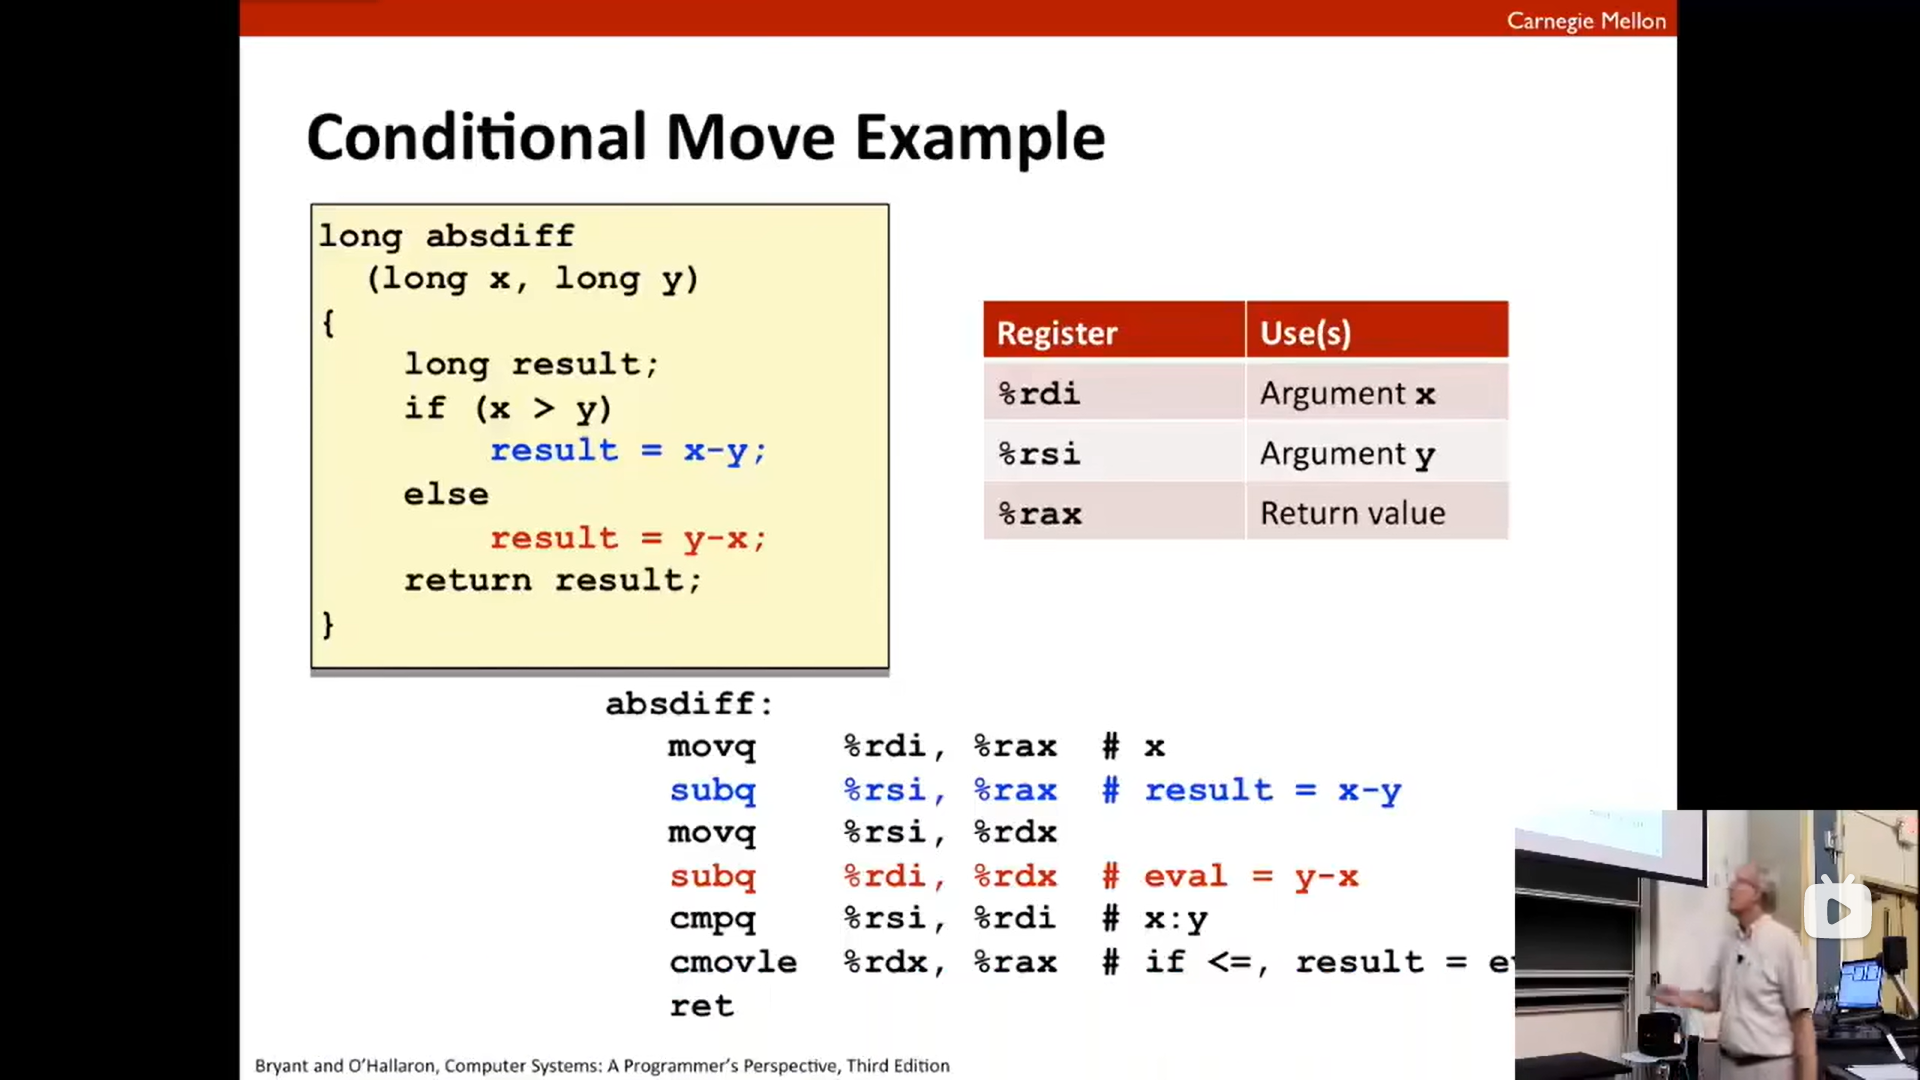 Carnegie Mellon
Conditional Move Example
long absdiff
(long x, long y)
{
long result;
if (x > y)
result = x-y;
else
result = y-x;
return result;
}
Register Use(s)
%rdi Argument x
%rsi Argument y
%rax Return value
absdiff:
movq %rdi, %rax # x
subq %rsi, %rax # result = x-y
movq %rsi, %rdx
subq %rdi, %rdx # eval = y-x
cmpq %rsi, %rdi # x:y
cmovle %rdx, %rax # if <=, result =
ret
Bryant and O'Hallaron, Computer Systems: A Programmer's Perspective, Third Edition